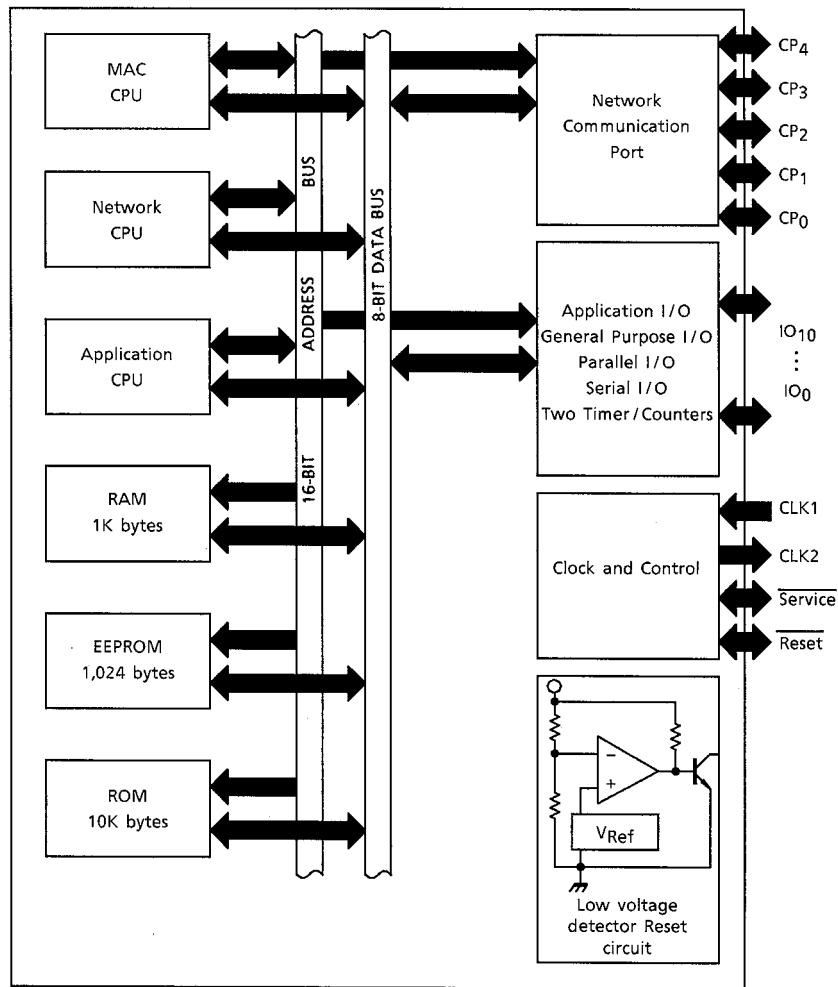 MAC
CPU
Network
CPU
Application
CPU
RAM
1K bytes
EEPROM
1,024 bytes
ROM
10K bytes
16-BIT ADDRESS BUS
8-BIT DATA BUS
Network
Communication
Port
CP4
CP3
CP2
CP1
CP0
Application I/O
General Purpose I/O
Parallel I/O
Serial I/O
Two Timer/Counters
IO10
⋮
IO0
Clock and Control
CLK1
CLK2
Service
Reset
−
+
VRef
Low voltage
detector Reset
circuit